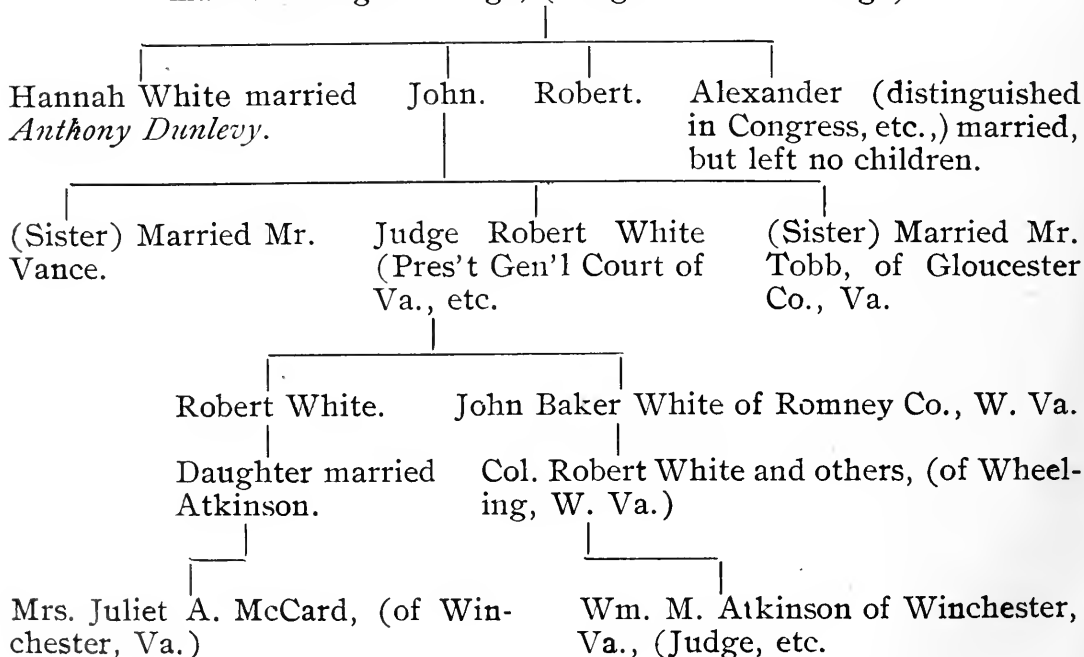 Hannah White married
Anthony Dunlevy.
John.
Robert.
Alexander (distinguished
in Congress, etc.,) married,
but left no children.
(Sister) Married Mr.
Vance.
Judge Robert White
(Pres't Gen'l Court of
Va., etc.
(Sister) Married Mr.
Tobb, of Gloucester
Co., Va.
Robert White.
John Baker White of Romney Co., W. Va.
Daughter married
Atkinson.
Col. Robert White and others, (of Wheel-
ing, W. Va.)
Mrs. Juliet A. McCard, (of Win-
chester, Va.)
Wm. M. Atkinson of Winchester,
Va., (Judge, etc.